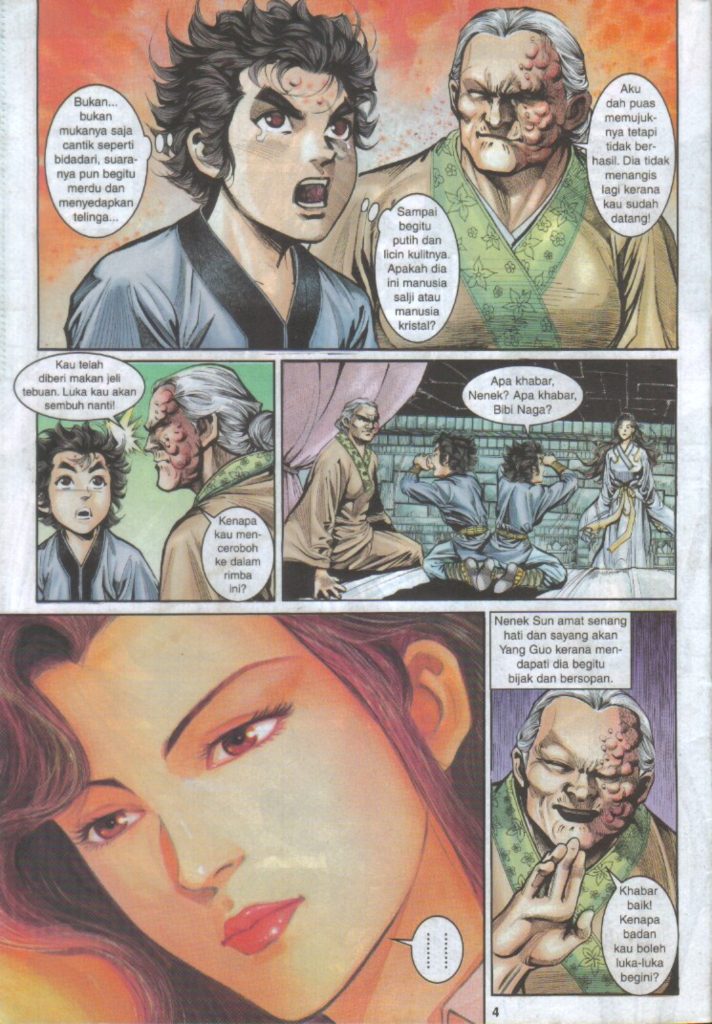 Bukan...
bukan
mukanya saja
cantik seperti
bidadari, suara-
nya pun begitu
merdu dan
menyedapkan
telinga...
Sampai
begitu
putih dan
licin kulitnya.
Apakah dia
ini manusia
salji atau
manusia
kristal?
Aku
dah puas
memujuk-
nya tetapi
tidak ber-
hasil. Dia tidak
menangis
lagi kerana
kau sudah
datang!
Kau telah
diberi makan jeli
tebuan. Luka kau akan
sembuh nanti!
Kenapa
kau men-
ceroboh
ke dalam
rimba
ini?
Apa khabar,
Nenek? Apa khabar,
Bibi Naga?
Nenek Sun amat senang
hati dan sayang akan
Yang Guo kerana men-
dapati dia begitu
bijak dan bersopan.
Khabar
baik!
Kenapa
badan
kau boleh
luka-luka
begini?
4